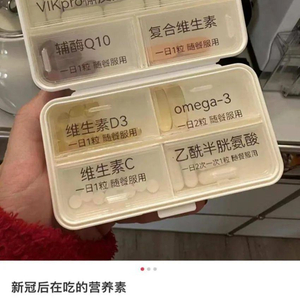 辅酶Q10
一日1粒 随餐服用
复合维生素
一日1粒 随餐服用
维生素D3
一日1粒 随餐服用
omega-3
一日2粒 随餐服用
维生素C
一日1粒 随餐服用
乙酰半胱氨酸
一日2次一次1粒 随餐服用
新冠后在吃的营养素